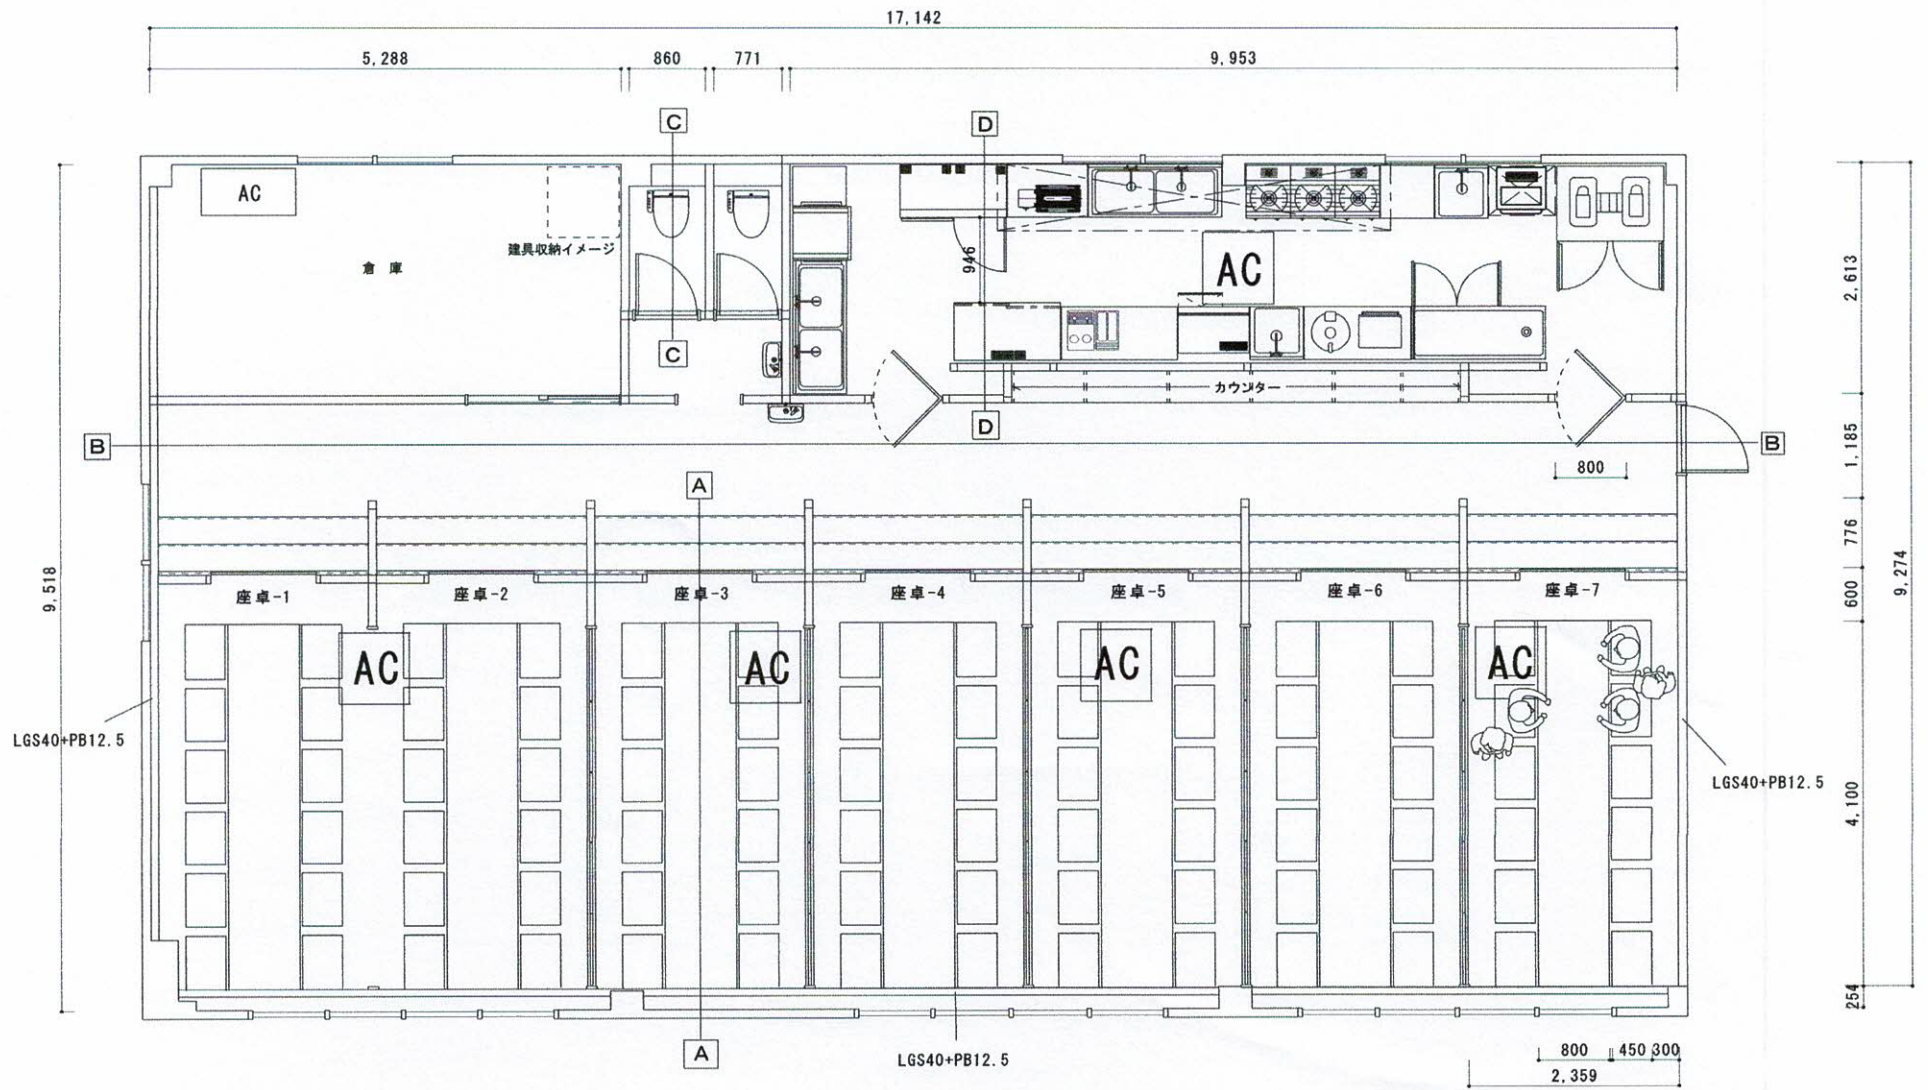 17,142
5,288
860
771
9,953
C
D
AC
建具収納イメージ
倉 庫
946
AC
2,613
C
カウンター
D
B
B
1,185
800
A
776
9,274
9,518
座卓-1
座卓-2
座卓-3
座卓-4
座卓-5
座卓-6
座卓-7
600
AC
AC
AC
AC
LGS40+PB12.5
LGS40+PB12.5
4,100
254
A
LGS40+PB12.5
800
450
300
2,359